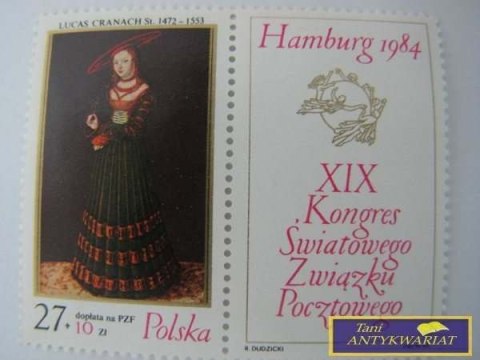 LUCAS CRANACH St. 1472-1553
27+10 Zł
dopłata na PZF
Polska
Hamburg 1984
XIX
Kongres
Światowego
Związku
Pocztowego
R. DUDZICKI
Tani
ANTYKWARIAT